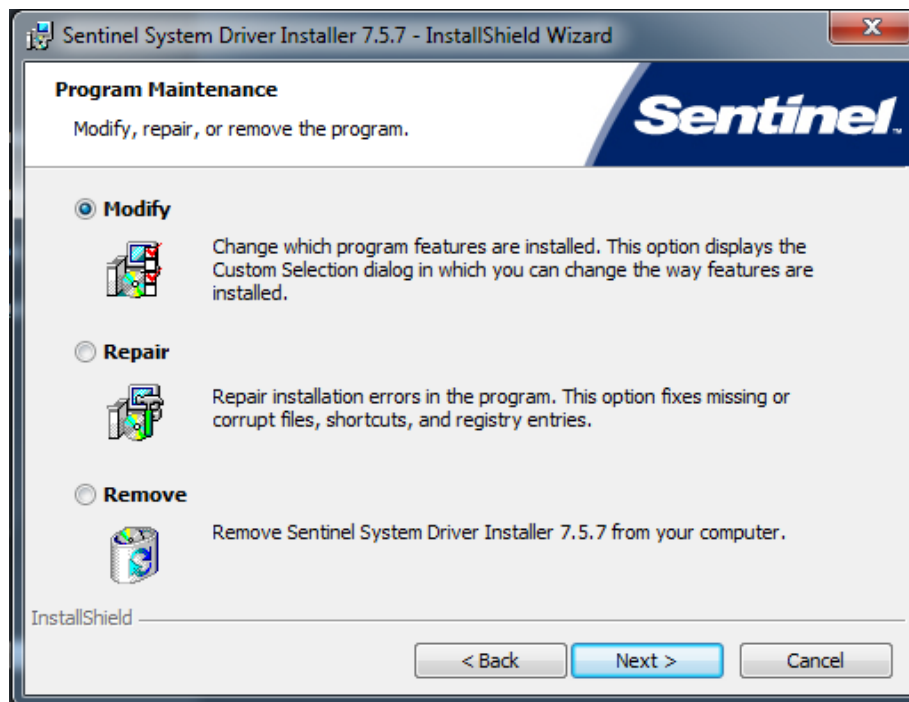 Sentinel System Driver Installer 7.5.7 - InstallShield Wizard
Program Maintenance
Modify, repair, or remove the program.
Sentinel™
Modify
Change which program features are installed. This option displays the
Custom Selection dialog in which you can change the way features are
installed.
Repair
Repair installation errors in the program. This option fixes missing or
corrupt files, shortcuts, and registry entries.
Remove
Remove Sentinel System Driver Installer 7.5.7 from your computer.
InstallShield
< Back Next > Cancel